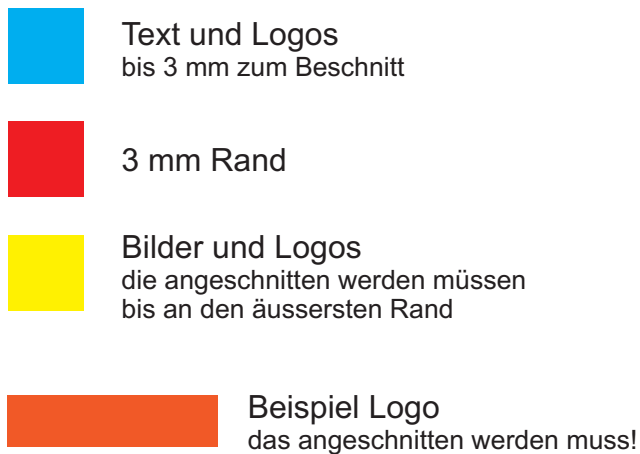 Text und Logos
bis 3 mm zum Beschnitt
3 mm Rand
Bilder und Logos
die angeschnitten werden müssen
bis an den äussersten Rand
Beispiel Logo
das angeschnitten werden muss!